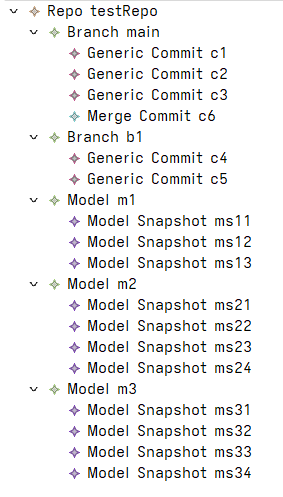 Repo testRepo
Branch main
Generic Commit c1
Generic Commit c2
Generic Commit c3
Merge Commit c6
Branch b1
Generic Commit c4
Generic Commit c5
Model m1
Model Snapshot ms11
Model Snapshot ms12
Model Snapshot ms13
Model m2
Model Snapshot ms21
Model Snapshot ms22
Model Snapshot ms23
Model Snapshot ms24
Model m3
Model Snapshot ms31
Model Snapshot ms32
Model Snapshot ms33
Model Snapshot ms34